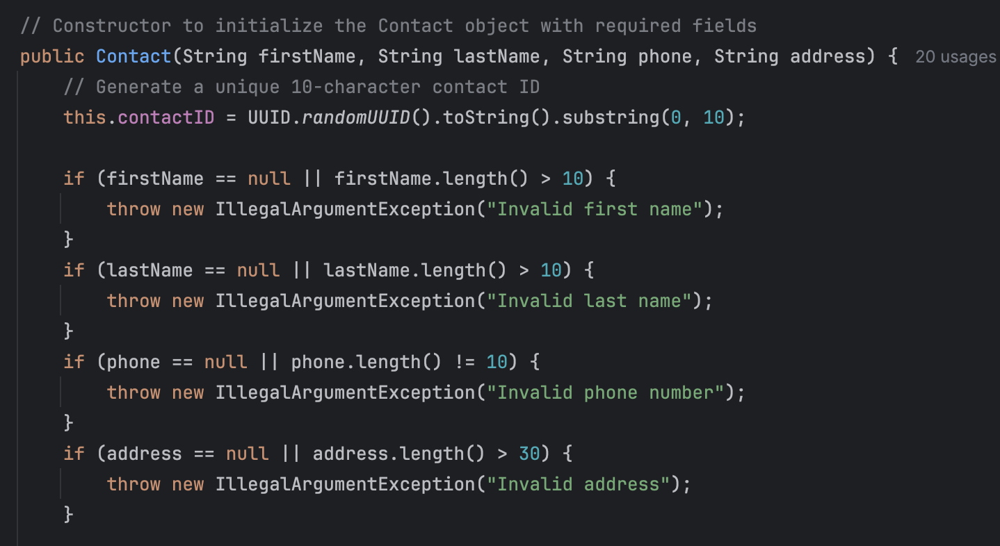 // Constructor to initialize the Contact object with required fields
public Contact(String firstName, String lastName, String phone, String address) { 20 usages
    // Generate a unique 10-character contact ID
    this.contactID = UUID.randomUUID().toString().substring(0, 10);

    if (firstName == null || firstName.length() > 10) {
        throw new IllegalArgumentException("Invalid first name");
    }
    if (lastName == null || lastName.length() > 10) {
        throw new IllegalArgumentException("Invalid last name");
    }
    if (phone == null || phone.length() != 10) {
        throw new IllegalArgumentException("Invalid phone number");
    }
    if (address == null || address.length() > 30) {
        throw new IllegalArgumentException("Invalid address");
    }